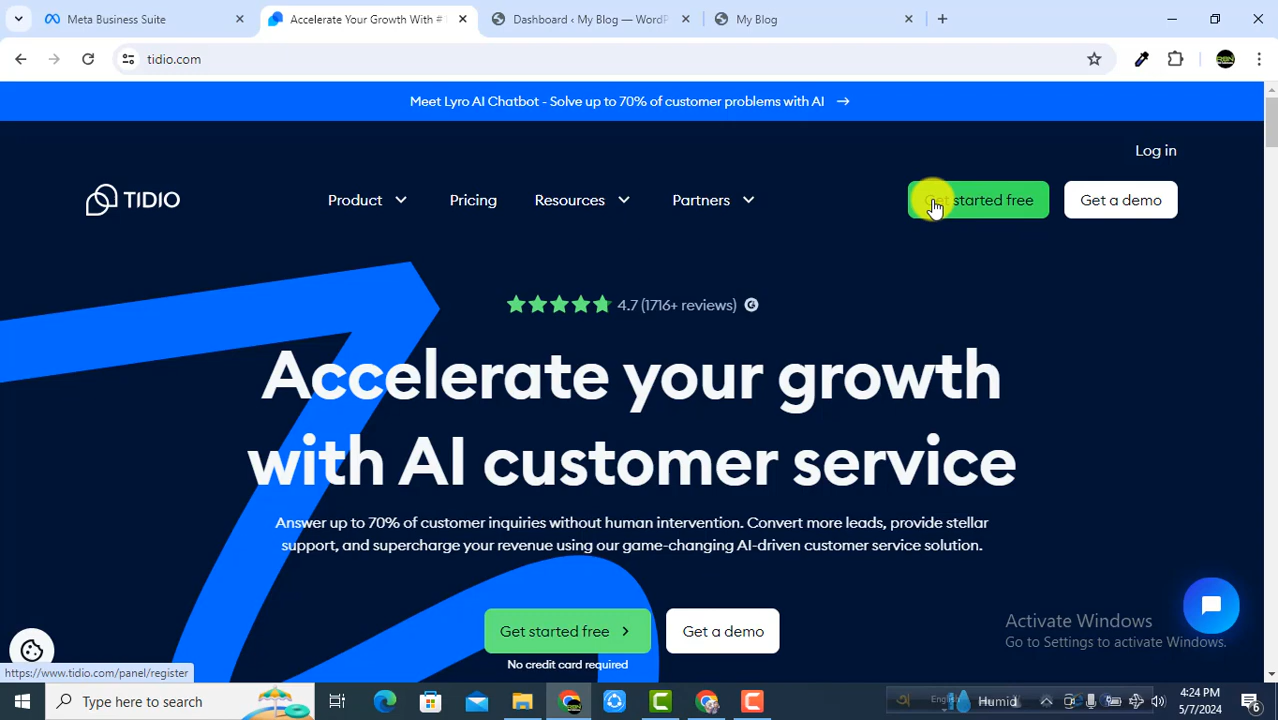 Meta Business Suite
Accelerate Your Growth With #
Dashboard ‹ My Blog — WordP
My Blog
tidio.com
Meet Lyro AI Chatbot - Solve up to 70% of customer problems with AI →
Log in
TIDIO
Product
Pricing
Resources
Partners
Get started free
Get a demo
4.7 (1716+ reviews)
Accelerate your growth
with AI customer service
Answer up to 70% of customer inquiries without human intervention. Convert more leads, provide stellar
support, and supercharge your revenue using our game-changing AI-driven customer service solution.
Get started free
Get a demo
No credit card required
Activate Windows
Go to Settings to activate Windows.
https://www.tidio.com/panel/register
Type here to search
English
Humid
4:24 PM
5/7/2024
6